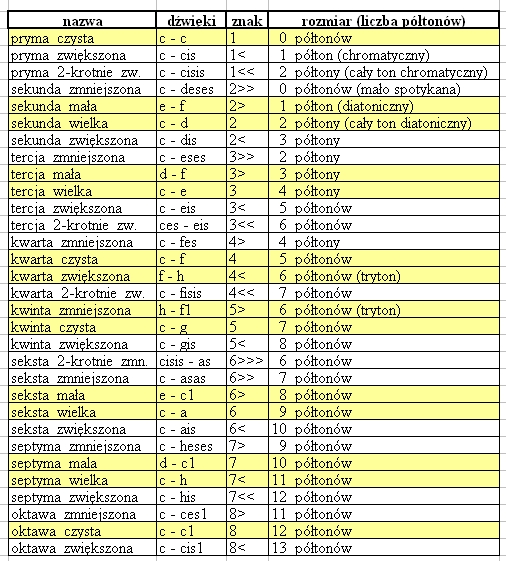 nazwa dźwieki znak rozmiar (liczba półtonów)
pryma czysta c - c 1 0 półtonów
pryma zwiększona c - cis 1< 1 półton (chromatyczny)
pryma 2-krotnie zw. c - cisis 1<< 2 półtony (cały ton chromatyczny)
sekunda zmniejszona c - deses 2>> 0 półtonów (mało spotykana)
sekunda mała e - f 2> 1 półton (diatoniczny)
sekunda wielka c - d 2 2 półtony (cały ton diatoniczny)
sekunda zwiększona c - dis 2< 3 półtony
tercja zmniejszona c - eses 3>> 2 półtony
tercja mała d - f 3> 3 półtony
tercja wielka c - e 3 4 półtony
tercja zwiększona c - eis 3< 5 półtonów
tercja 2-krotnie zw. ces - eis 3<< 6 półtonów
kwarta zmniejszona c - fes 4> 4 półtony
kwarta czysta c - f 4 5 półtonów
kwarta zwiększona f - h 4< 6 półtonów (tryton)
kwarta 2-krotnie zw. c - fisis 4<< 7 półtonów
kwinta zmniejszona h - f1 5> 6 półtonów (tryton)
kwinta czysta c - g 5 7 półtonów
kwinta zwiększona c - gis 5< 8 półtonów
seksta 2-krotnie zmn. cisis - as 6>>> 6 półtonów
seksta zmniejszona c - asas 6>> 7 półtonów
seksta mała e - c1 6> 8 półtonów
seksta wielka c - a 6 9 półtonów
seksta zwiększona c - ais 6< 10 półtonów
septyma zmniejszona c - heses 7> 9 półtonów
septyma mała d - c1 7 10 półtonów
septyma wielka c - h 7< 11 półtonów
septyma zwiększona c - his 7<< 12 półtonów
oktawa zmniejszona c - ces1 8> 11 półtonów
oktawa czysta c - c1 8 12 półtonów
oktawa zwiększona c - cis1 8< 13 półtonów